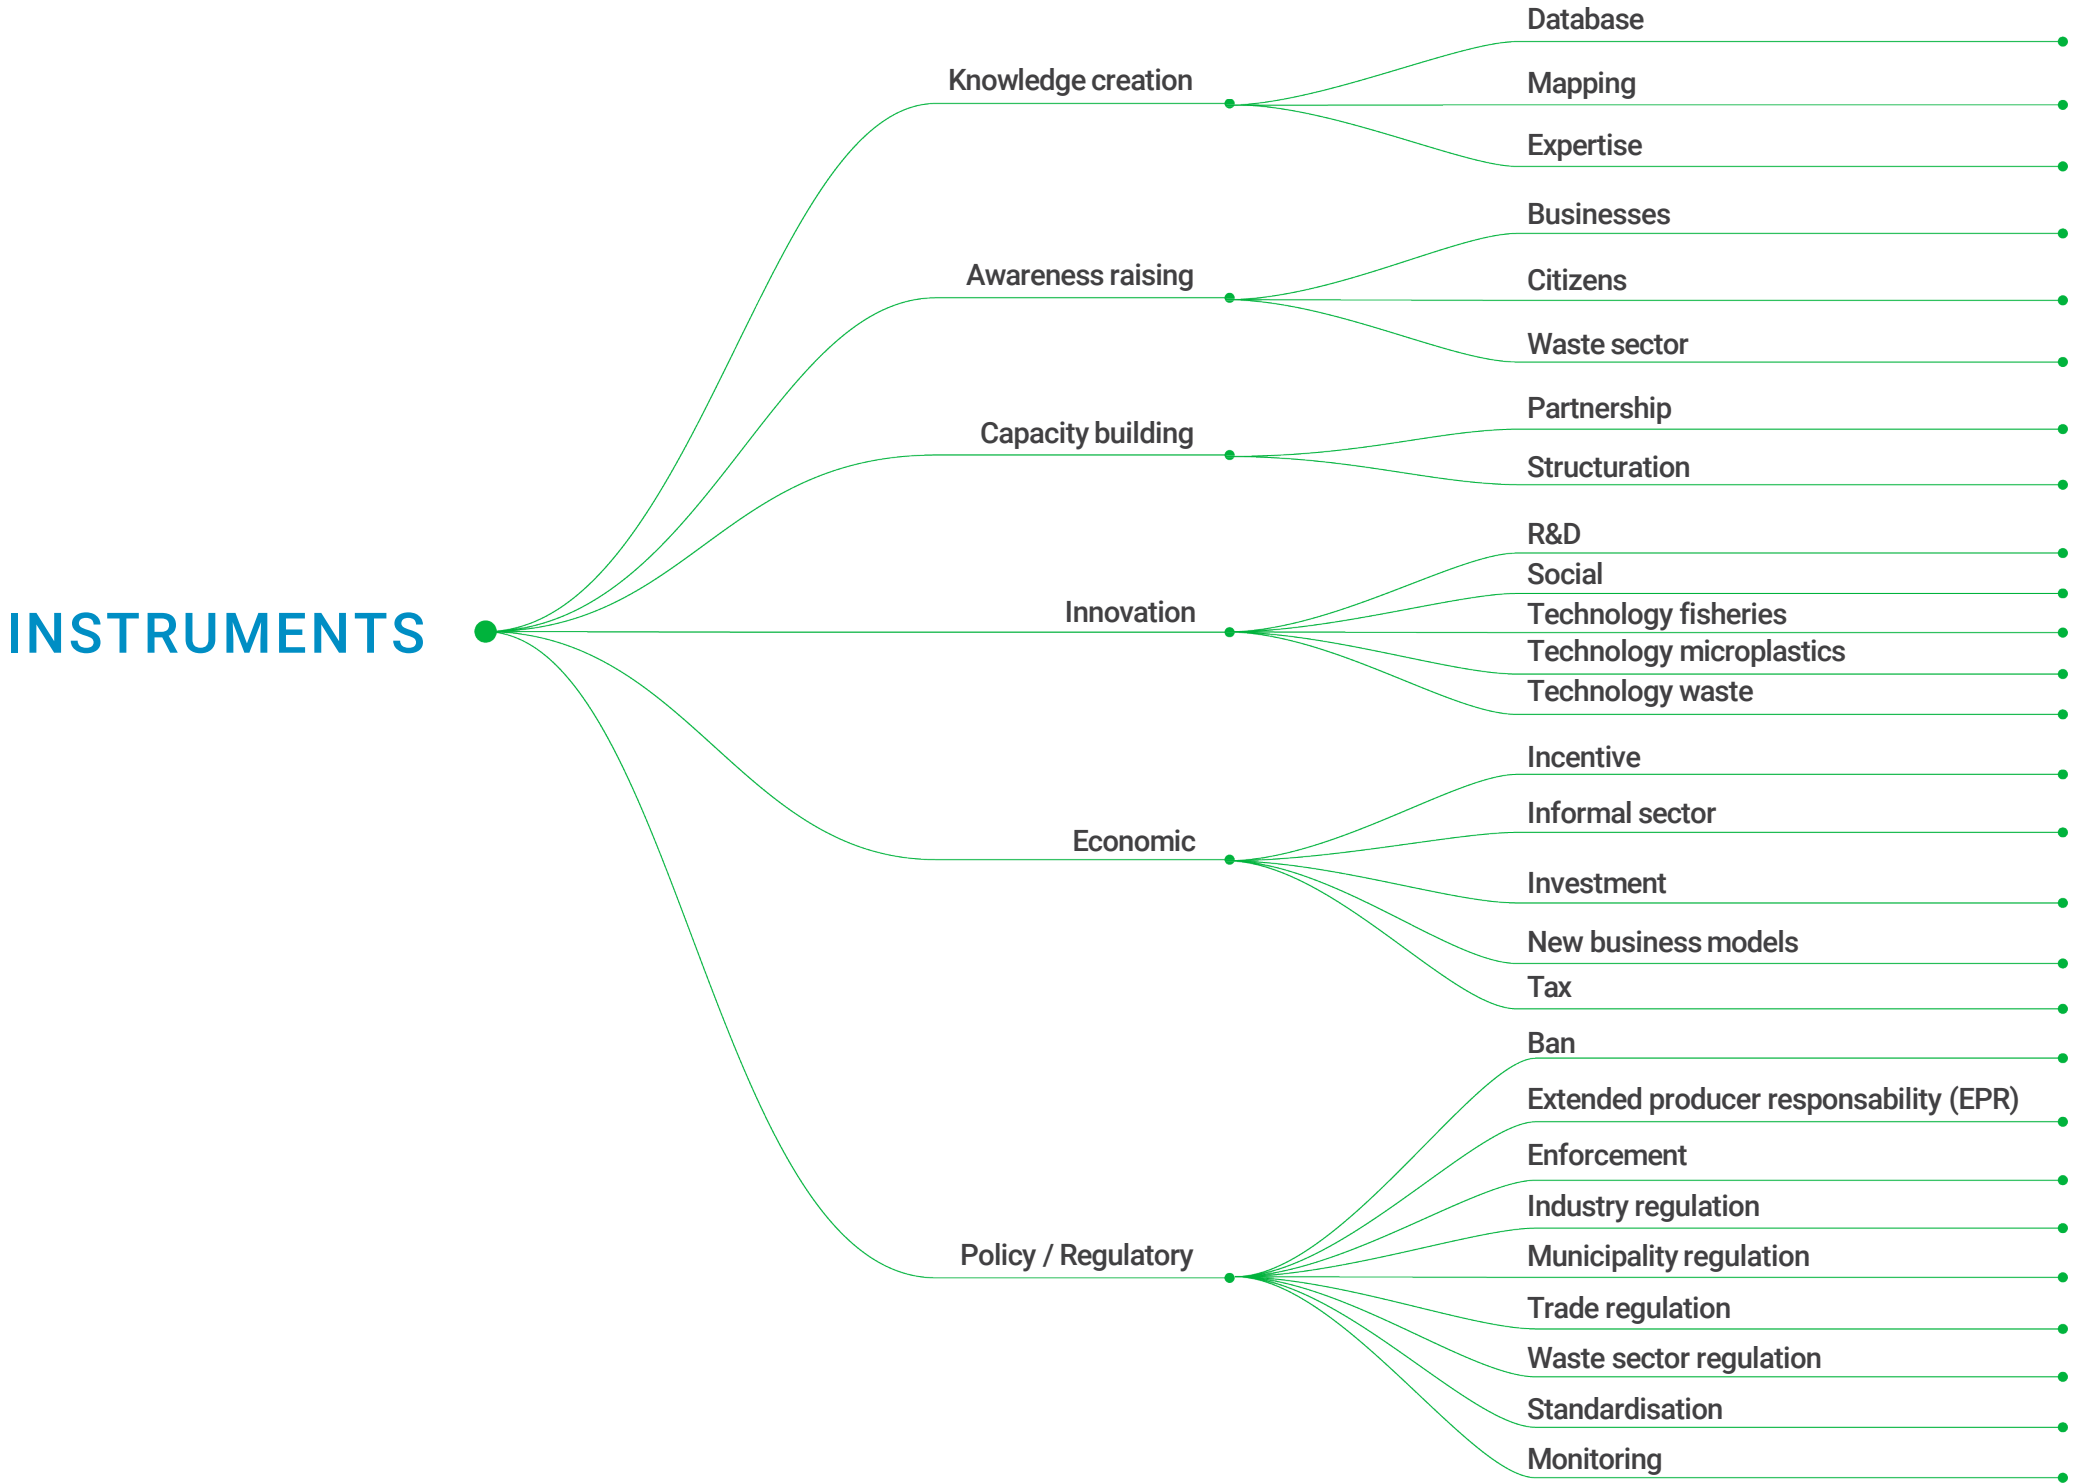 INSTRUMENTS
Knowledge creation
Database
Mapping
Expertise
Awareness raising
Businesses
Citizens
Waste sector
Capacity building
Partnership
Structuration
Innovation
R&D
Social
Technology fisheries
Technology microplastics
Technology waste
Economic
Incentive
Informal sector
Investment
New business models
Tax
Policy / Regulatory
Ban
Extended producer responsability (EPR)
Enforcement
Industry regulation
Municipality regulation
Trade regulation
Waste sector regulation
Standardisation
Monitoring